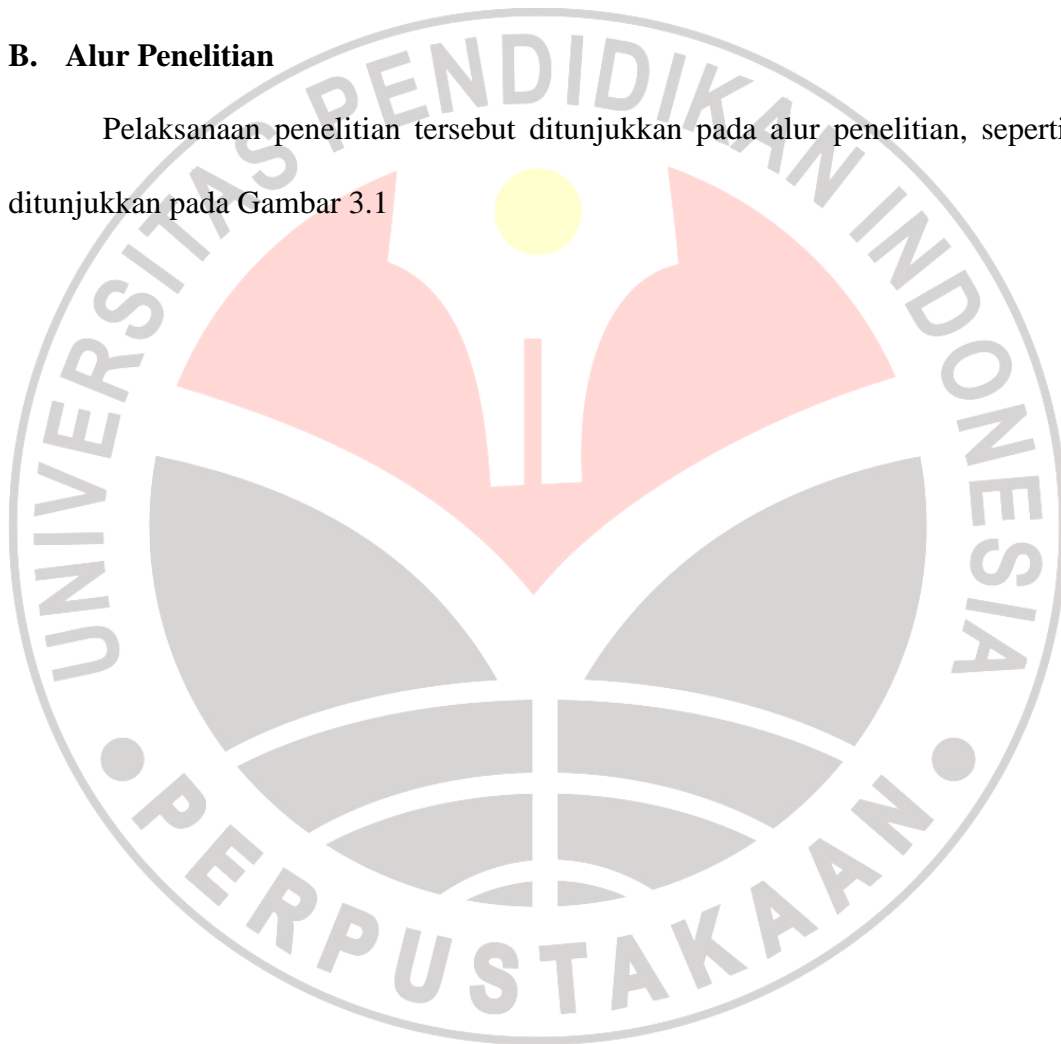 B. Alur Penelitian
Pelaksanaan penelitian tersebut ditunjukkan pada alur penelitian, seperti
ditunjukkan pada Gambar 3.1
UNIVERSITAS PENDIDIKAN INDONESIA
PERPUSTAKAAN